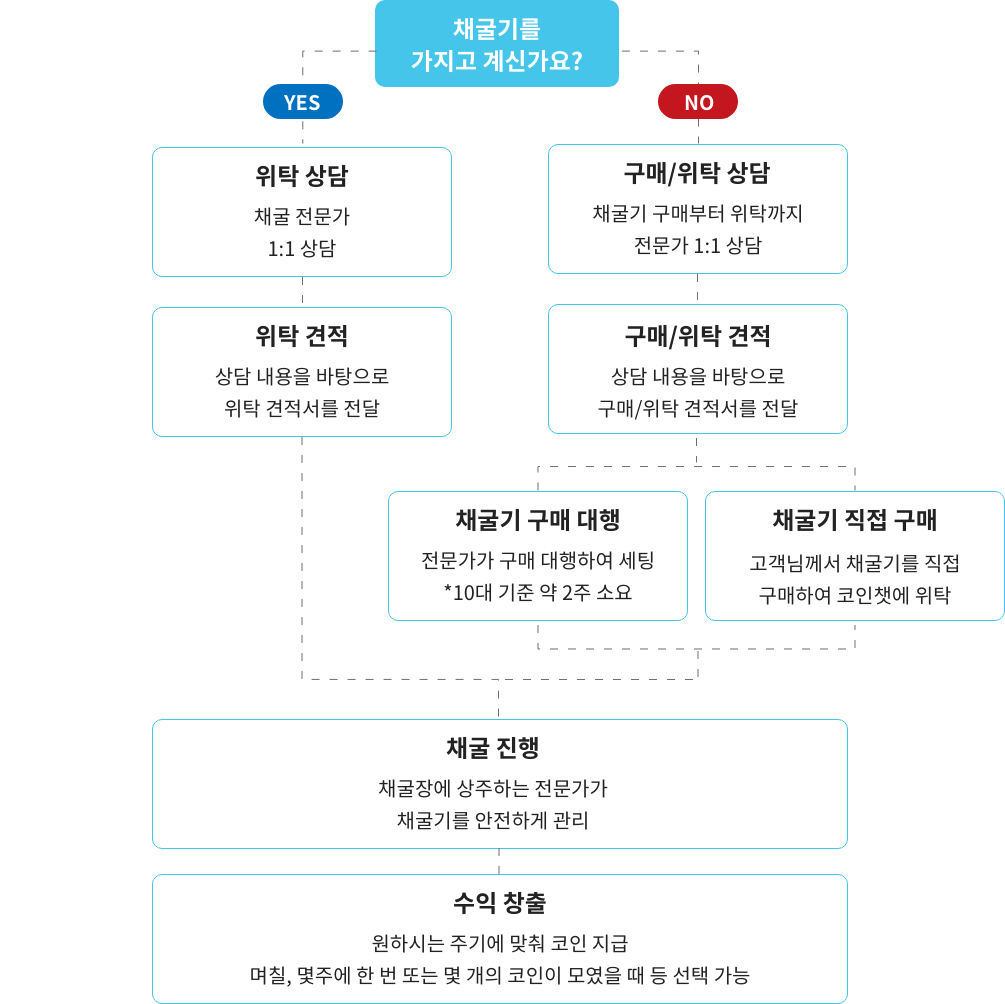 채굴기를
가지고 계신가요?
YES
NO
위탁 상담
채굴 전문가
1:1 상담
구매/위탁 상담
채굴기 구매부터 위탁까지
전문가 1:1 상담
위탁 견적
상담 내용을 바탕으로
위탁 견적서를 전달
구매/위탁 견적
상담 내용을 바탕으로
구매/위탁 견적서를 전달
채굴기 구매 대행
전문가가 구매 대행하여 세팅
*10대 기준 약 2주 소요
채굴기 직접 구매
고객님께서 채굴기를 직접
구매하여 코인챗에 위탁
채굴 진행
채굴장에 상주하는 전문가가
채굴기를 안전하게 관리
수익 창출
원하시는 주기에 맞춰 코인 지급
며칠, 몇주에 한 번 또는 몇 개의 코인이 모였을 때 등 선택 가능